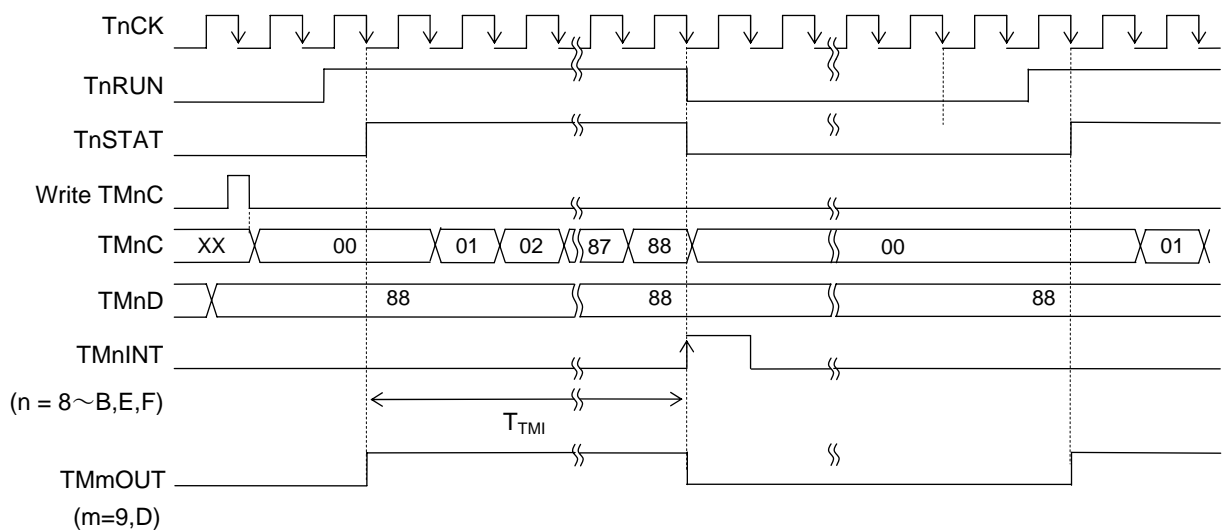 TnCK
TnRUN
TnSTAT
Write TMnC
TMnC XX 00 01 02 87 88 00 01
TMnD 88 88 88
TMnINT
(n = 8～B,E,F)
TTMI
TMmOUT
(m=9,D)